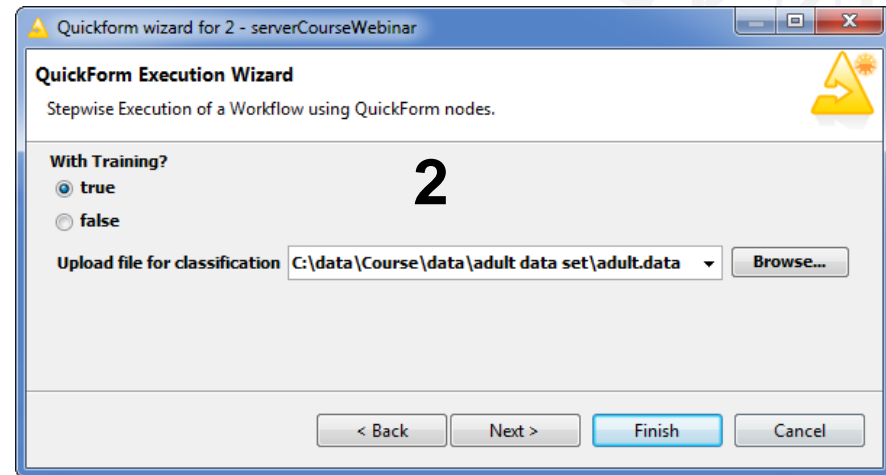 Quickform wizard for 2 - serverCourseWebinar
QuickForm Execution Wizard
Stepwise Execution of a Workflow using QuickForm nodes.
With Training?
2
true
false
Upload file for classification C:\data\Course\data\adult data set\adult.data Browse...
< Back Next > Finish Cancel